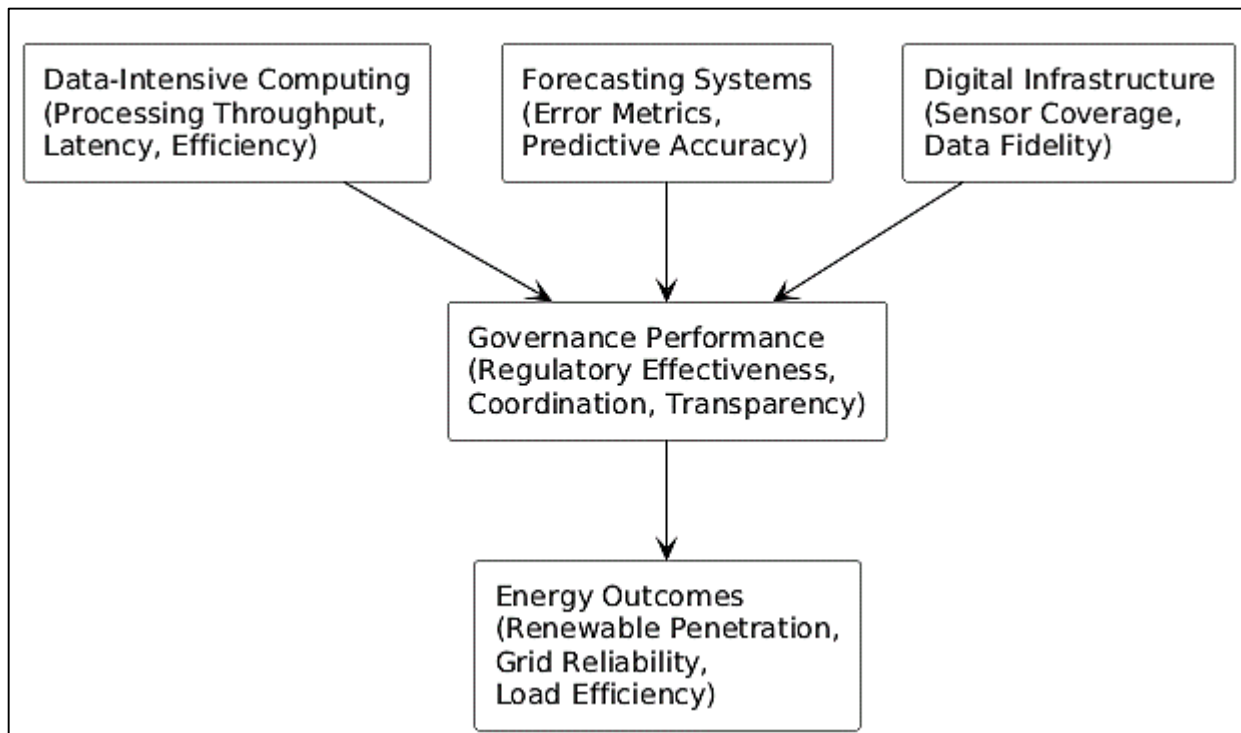 Data-Intensive Computing
(Processing Throughput,
Latency, Efficiency)
Forecasting Systems
(Error Metrics,
Predictive Accuracy)
Digital Infrastructure
(Sensor Coverage,
Data Fidelity)
Governance Performance
(Regulatory Effectiveness,
Coordination, Transparency)
Energy Outcomes
(Renewable Penetration,
Grid Reliability,
Load Efficiency)